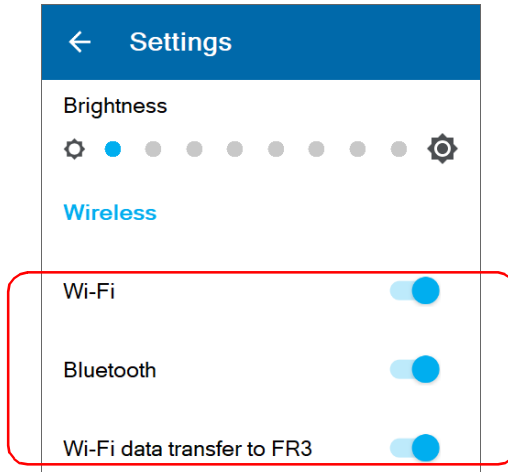 Settings
Brightness
Wireless
Wi-Fi
Bluetooth
Wi-Fi data transfer to FR3